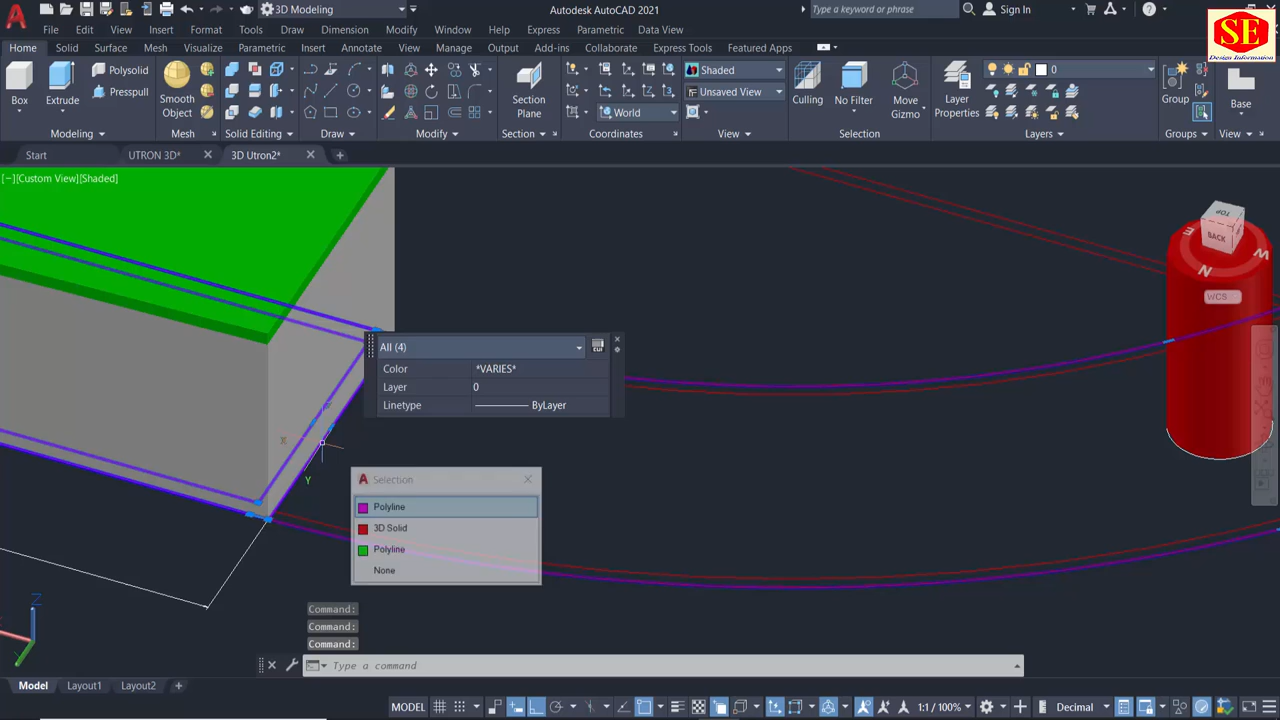 3D Modeling
Autodesk AutoCAD 2021
Type a keyword or phrase
Sign In
File Edit View Insert Format Tools Draw Dimension Modify Window Help Express Parametric Data View
SE
Design Information
Home Solid Surface Mesh Visualize Parametric Insert Annotate View Manage Output Add-ins Collaborate Express Tools Featured Apps
Box
Extrude
Polysolid
Presspull
Smooth
Object
Section
Plane
World
Shaded
Unsaved View
Culling
No Filter
Move
Gizmo
Layer
Properties
0
Group
Base
Modeling
Mesh
Solid Editing
Draw
Modify
Section
Coordinates
View
Selection
Layers
Groups
View
Start
UTRON 3D*
3D Utron2*
[−][Custom View][Shaded]
TOP
BACK
E
W
N
WCS
All (4)
Color *VARIES*
Layer 0
Linetype ByLayer
X
Y
Z
Selection
Polyline
3D Solid
Polyline
None
Command:
Command:
Command:
Type a command
Model Layout1 Layout2
MODEL
1:1 / 100%
Decimal